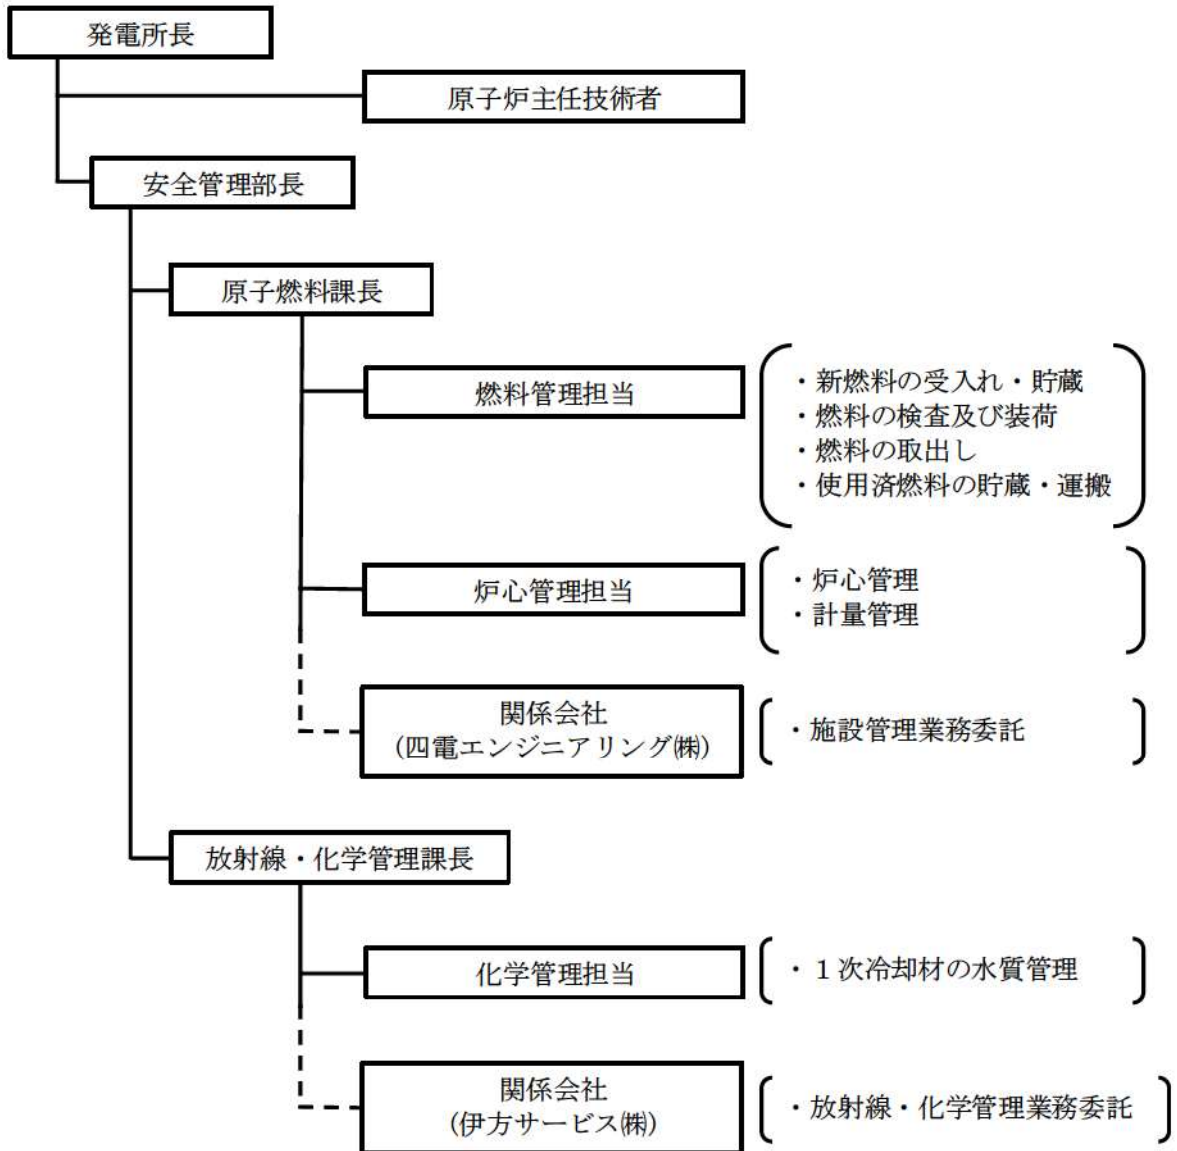 発電所長
原子炉主任技術者
安全管理部長
原子燃料課長
燃料管理担当
・新燃料の受入れ・貯蔵
・燃料の検査及び装荷
・燃料の取出し
・使用済燃料の貯蔵・運搬
炉心管理担当
・炉心管理
・計量管理
関係会社
(四電エンジニアリング㈱)
・施設管理業務委託
放射線・化学管理課長
化学管理担当
・１次冷却材の水質管理
関係会社
(伊方サービス㈱)
・放射線・化学管理業務委託